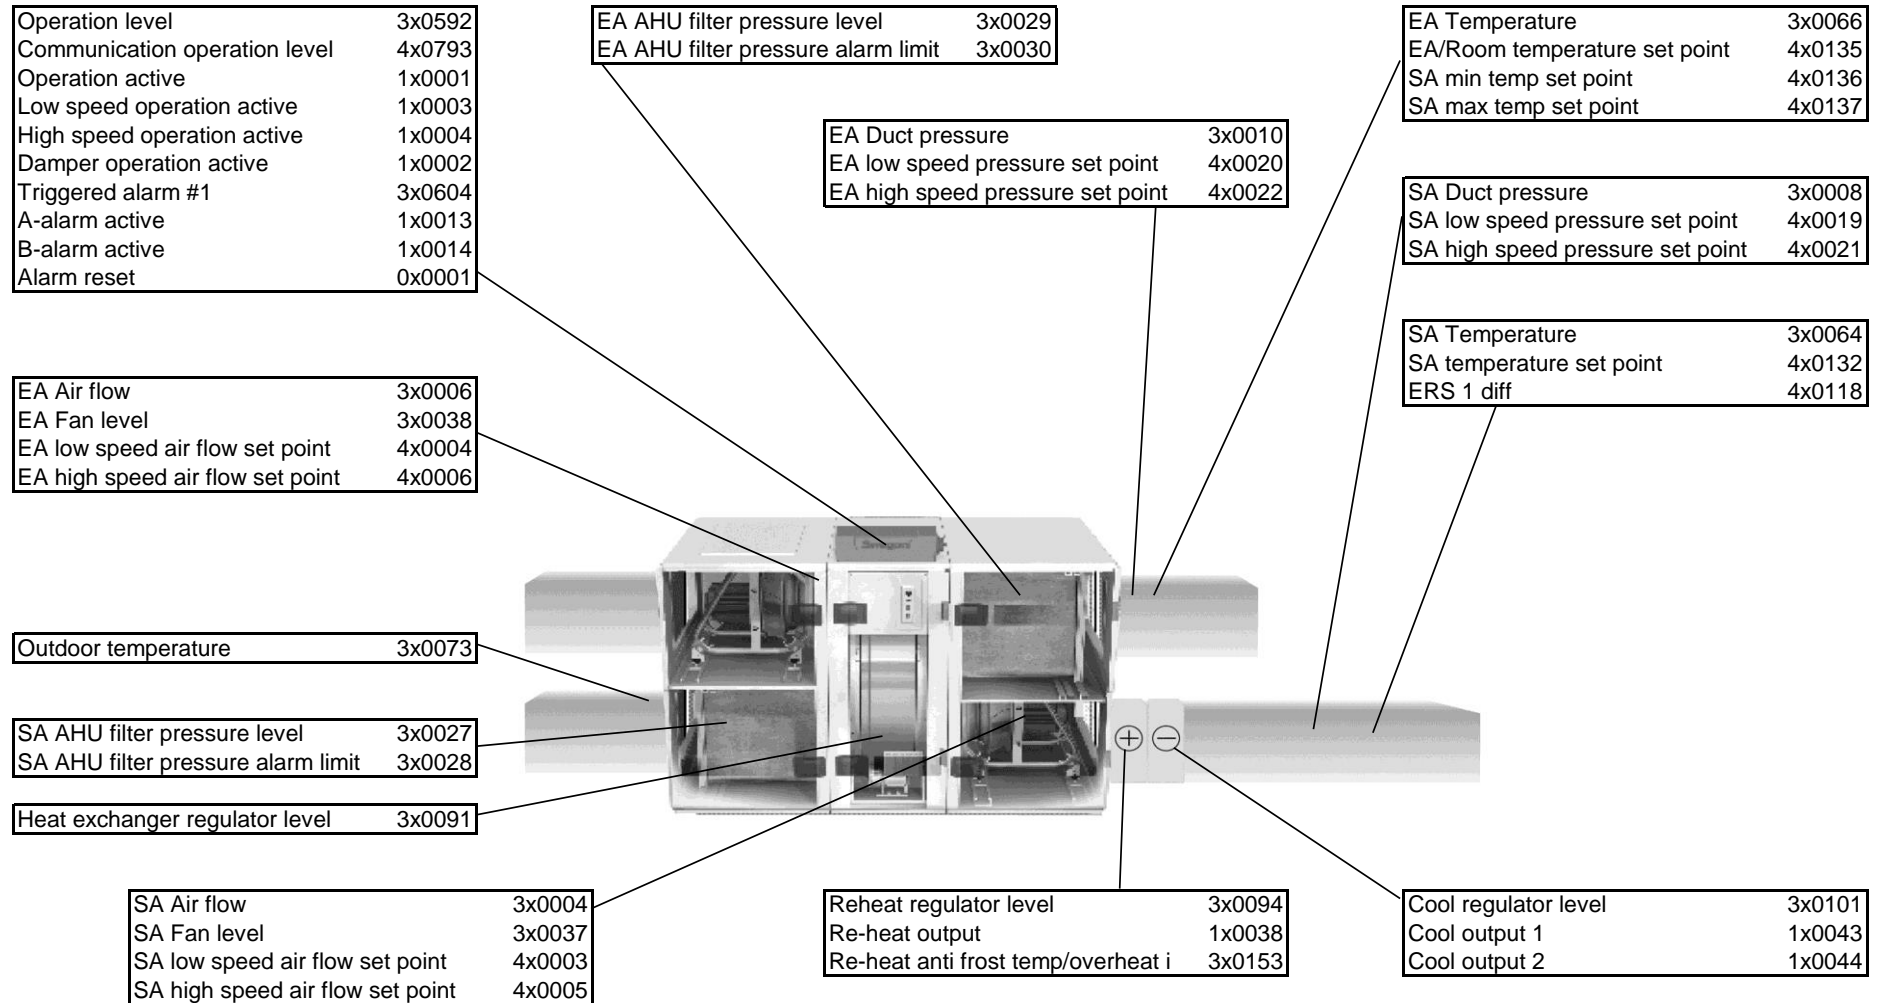 Operation level 3x0592
Communication operation level 4x0793
Operation active 1x0001
Low speed operation active 1x0003
High speed operation active 1x0004
Damper operation active 1x0002
Triggered alarm #1 3x0604
A-alarm active 1x0013
B-alarm active 1x0014
Alarm reset 0x0001
EA AHU filter pressure level 3x0029
EA AHU filter pressure alarm limit 3x0030
EA Duct pressure 3x0010
EA low speed pressure set point 4x0020
EA high speed pressure set point 4x0022
EA Temperature 3x0066
EA/Room temperature set point 4x0135
SA min temp set point 4x0136
SA max temp set point 4x0137
SA Duct pressure 3x0008
SA low speed pressure set point 4x0019
SA high speed pressure set point 4x0021
SA Temperature 3x0064
SA temperature set point 4x0132
ERS 1 diff 4x0118
EA Air flow 3x0006
EA Fan level 3x0038
EA low speed air flow set point 4x0004
EA high speed air flow set point 4x0006
Outdoor temperature 3x0073
SA AHU filter pressure level 3x0027
SA AHU filter pressure alarm limit 3x0028
Heat exchanger regulator level 3x0091
SA Air flow 3x0004
SA Fan level 3x0037
SA low speed air flow set point 4x0003
SA high speed air flow set point 4x0005
Reheat regulator level 3x0094
Re-heat output 1x0038
Re-heat anti frost temp/overheat i 3x0153
Cool regulator level 3x0101
Cool output 1 1x0043
Cool output 2 1x0044